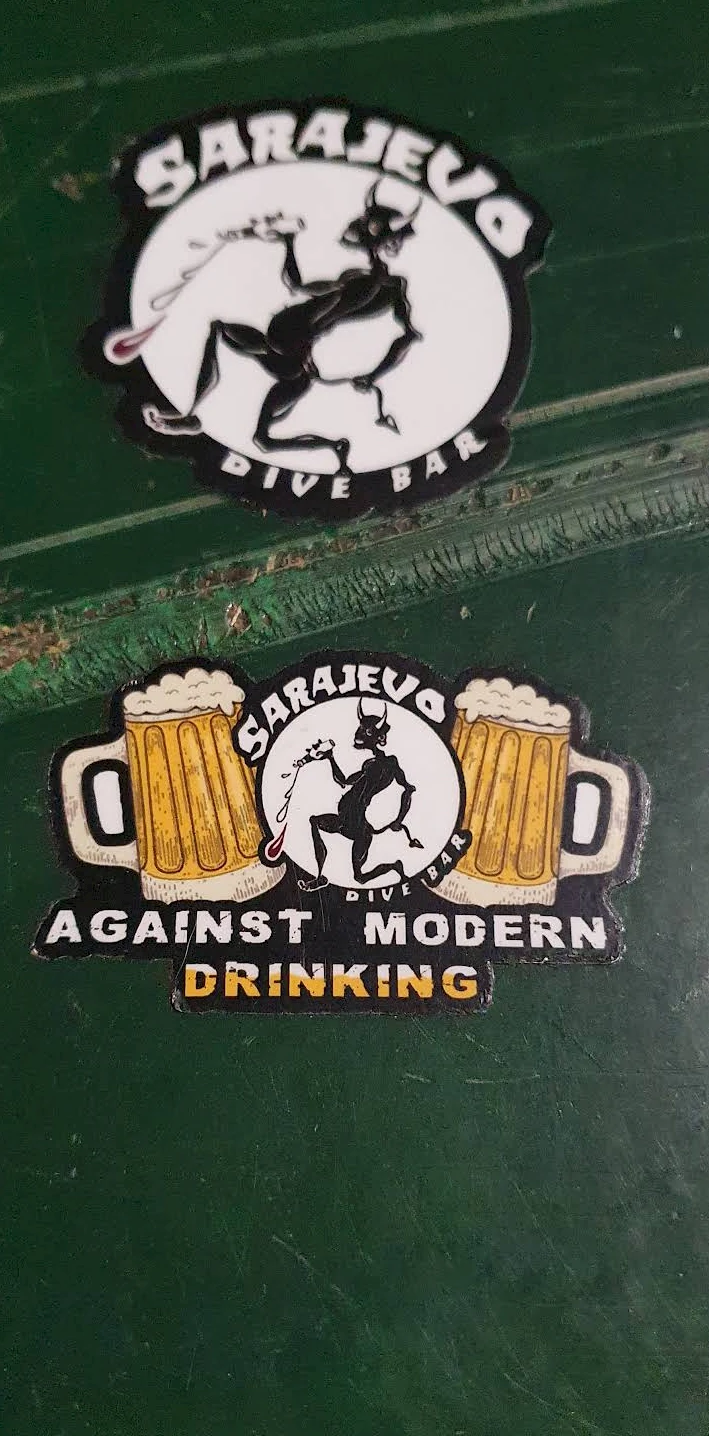 SARAJEVO
DIVE BAR
SARAJEVO
DIVE BAR
AGAINST MODERN
DRINKING